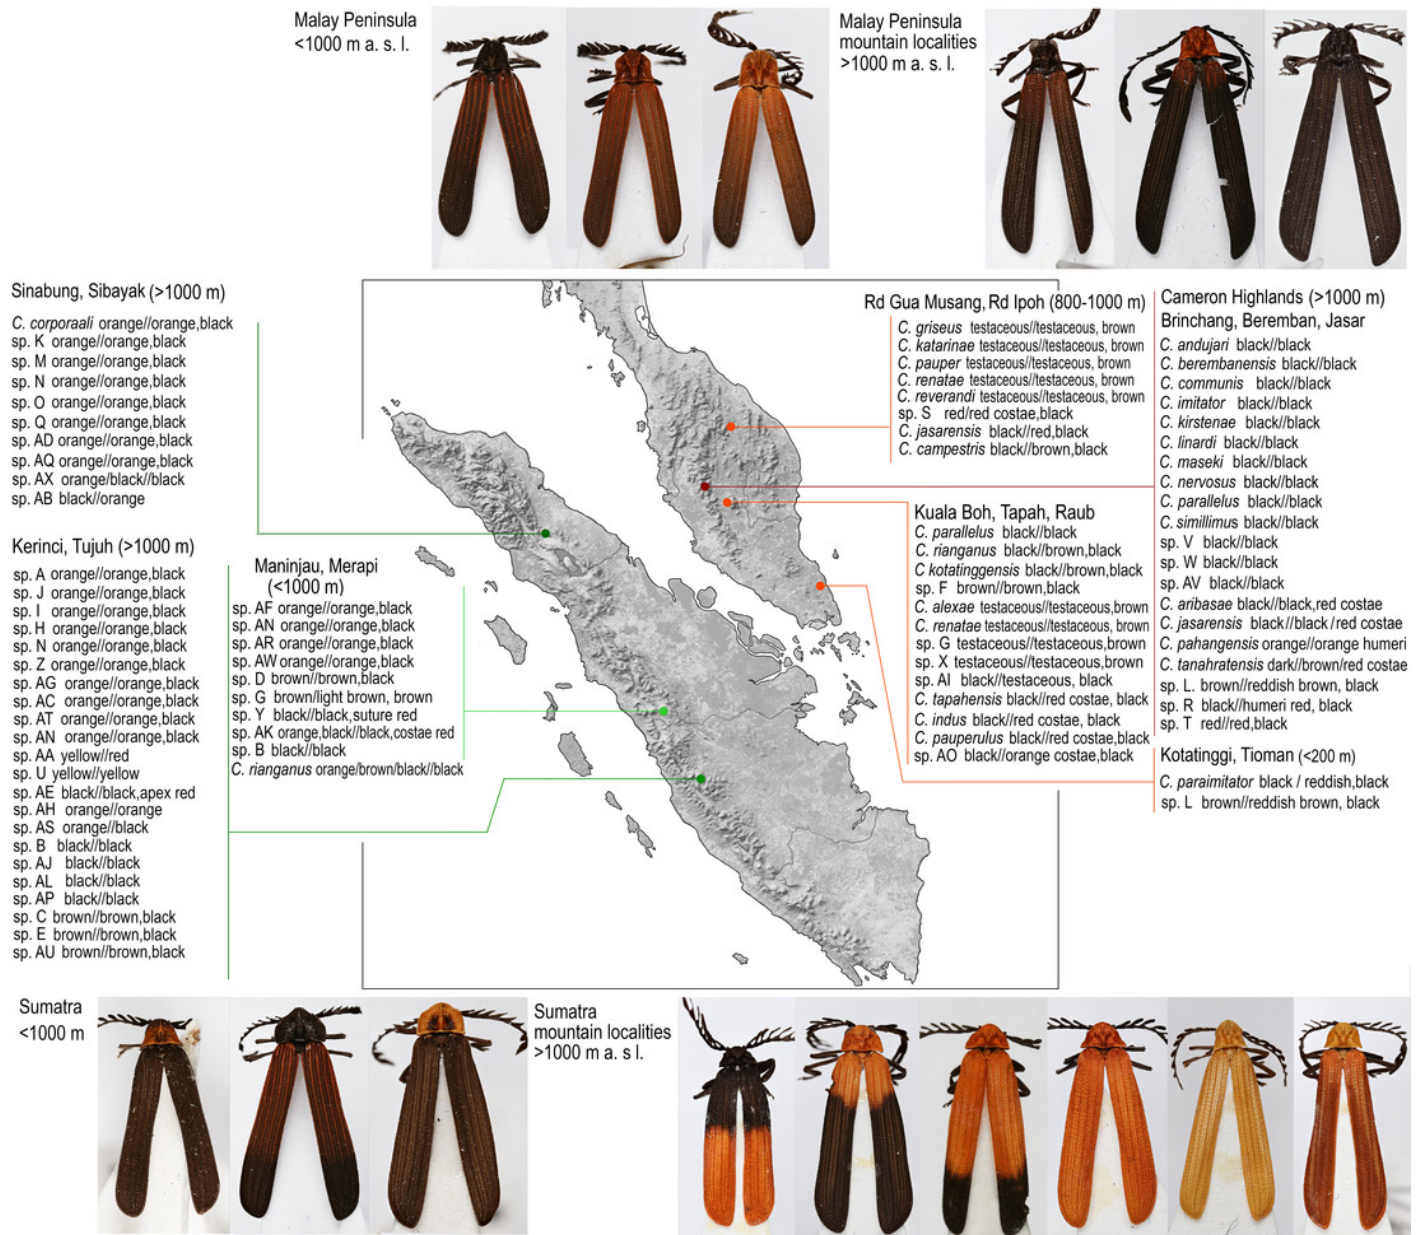 Malay Peninsula
<1000 m a. s. l.
Malay Peninsula
mountain localities
>1000 m a. s. l.
Sinabung, Sibayak (>1000 m)
C. corporaali orange//orange,black
sp. K orange//orange,black
sp. M orange//orange,black
sp. N orange//orange,black
sp. O orange//orange,black
sp. Q orange//orange,black
sp. AD orange//orange,black
sp. AQ orange//orange,black
sp. AX orange/black//black
sp. AB black//orange
Kerinci, Tujuh (>1000 m)
sp. A orange//orange,black
sp. J orange//orange,black
sp. I orange//orange,black
sp. H orange//orange,black
sp. N orange//orange,black
sp. Z orange//orange,black
sp. AG orange//orange,black
sp. AC orange//orange,black
sp. AT orange//orange,black
sp. AN orange//orange,black
sp. AA yellow//red
sp. U yellow//yellow
sp. AE black//black,apex red
sp. AH orange//orange
sp. AS orange//black
sp. B black//black
sp. AJ black//black
sp. AL black//black
sp. AP black//black
sp. C brown//brown,black
sp. E brown//brown,black
sp. AU brown//brown,black
Maninjau, Merapi
(<1000 m)
sp. AF orange//orange,black
sp. AN orange//orange,black
sp. AR orange//orange,black
sp. AW orange//orange,black
sp. D brown//brown,black
sp. G brown/light brown, brown
sp. Y black//black,suture red
sp. AK orange,black//black,costae red
sp. B black//black
C. rianganus orange/brown/black//black
Rd Gua Musang, Rd Ipoh (800-1000 m)
C. griseus testaceous//testaceous, brown
C. katarinae testaceous//testaceous, brown
C. pauper testaceous//testaceous, brown
C. renatae testaceous//testaceous, brown
C. reverandi testaceous//testaceous, brown
sp. S red/red costae,black
C. jasarensis black//red,black
C. campestris black//brown,black
Kuala Boh, Tapah, Raub
C. parallelus black//black
C. rianganus black//brown,black
C kotatinggensis black//brown,black
sp. F brown//brown,black
C. alexae testaceous//testaceous,brown
C. renatae testaceous//testaceous,brown
sp. G testaceous//testaceous,brown
sp. X testaceous//testaceous,brown
sp. AI black//testaceous, black
C. tapahensis black//red costae, black
C. indus black//red costae, black
C. pauperulus black//red costae,black
sp. AO black//orange costae,black
Cameron Highlands (>1000 m)
Brinchang, Beremban, Jasar
C. andujari black//black
C. berembanensis black//black
C. communis black//black
C. imitator black//black
C. kirstenae black//black
C. linardi black//black
C. maseki black//black
C. nervosus black//black
C. parallelus black//black
C. simillimus black//black
sp. V black//black
sp. W black//black
sp. AV black//black
C. aribasae black//black,red costae
C. jasarensis black//black/red costae
C. pahangensis orange//orange humeri
C. tanahratensis dark//brown/red costae
sp. L. brown//reddish brown, black
sp. R black//humeri red, black
sp. T red//red,black
Kotatinggi, Tioman (<200 m)
C. paraimitator black / reddish,black
sp. L brown//reddish brown, black
Sumatra
<1000 m
Sumatra
mountain localities
>1000 m a. s l.